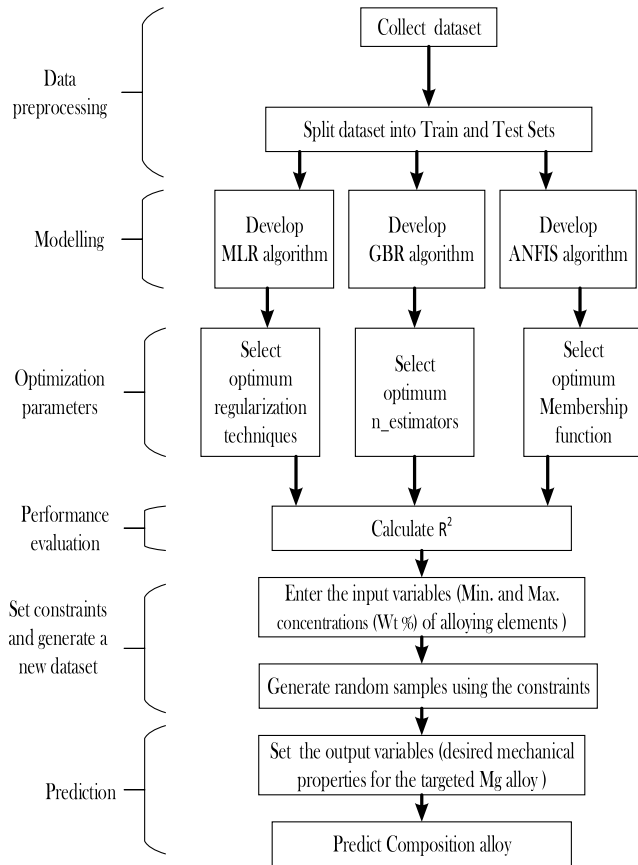 Collect dataset
Data
preprocessing
Split dataset into Train and Test Sets
Modelling
Develop
MLR algorithm
Develop
GBR algorithm
Develop
ANFIS algorithm
Optimization
parameters
Select
optimum
regularization
techniques
Select
optimum
n_estimators
Select
optimum
Membership
function
Performance
evaluation
Calculate R²
Set constraints
and generate a
new dataset
Enter the input variables (Min. and Max.
concentrations (Wt %) of alloying elements )
Generate random samples using the constraints
Prediction
Set the output variables (desired mechanical
properties for the targeted Mg alloy )
Predict Composition alloy